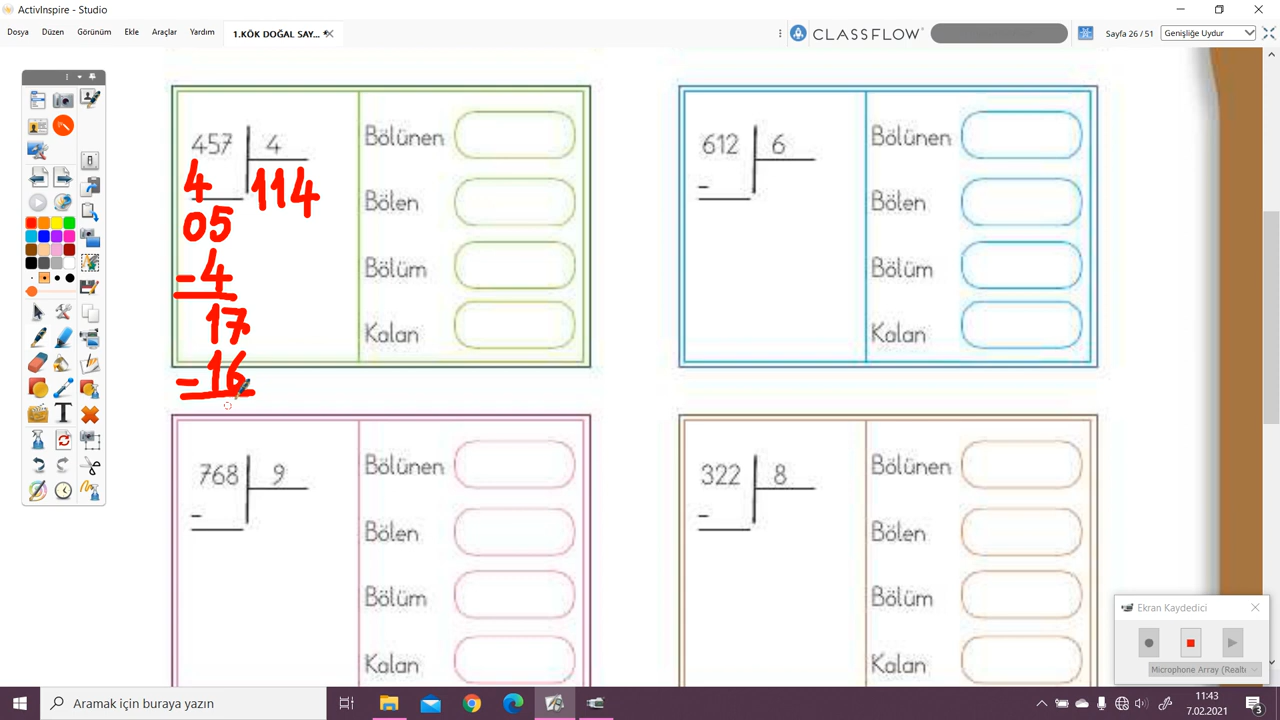 ActivInspire - Studio
Dosya Düzen Görünüm Ekle Araçlar Yardım
1.KÖK DOĞAL SAY...
CLASSFLOW
Sayfa 26 / 51
Genişliğe Uydur
457 4
4 114
05
-4
17
-16
Bölünen
Bölen
Bölüm
Kalan
612 6
-
Bölünen
Bölen
Bölüm
Kalan
768 9
-
Bölünen
Bölen
Bölüm
Kalan
322 8
-
Bölünen
Bölen
Bölüm
Kalan
Ekran Kaydedici
Microphone Array (Realt
Aramak için buraya yazın
11:43
7.02.2021
3